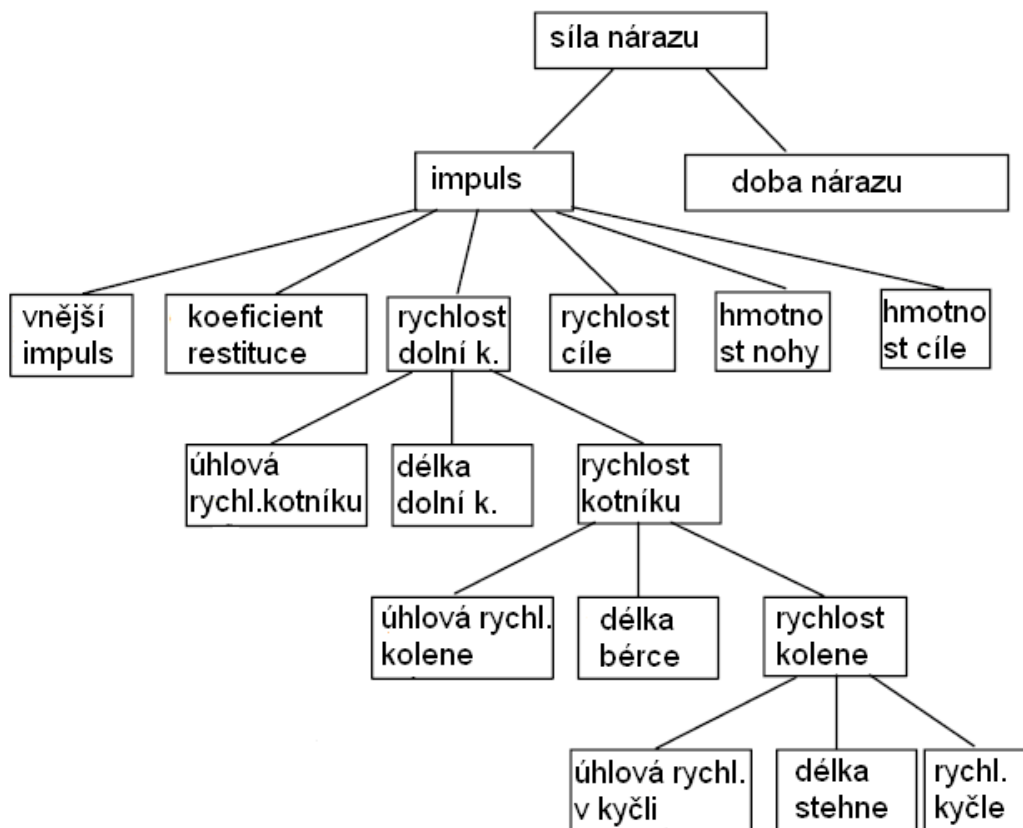 síla nárazu
impuls
doba nárazu
vnější
impuls
koeficient
restituce
rychlost
dolní k.
rychlost
cíle
hmotno
st nohy
hmotno
st cíle
úhlová
rychl.kotníku
délka
dolní k.
rychlost
kotníku
úhlová rychl.
kolene
délka
bérce
rychlost
kolene
úhlová rychl.
v kyčli
délka
stehne
rychl.
kyčle